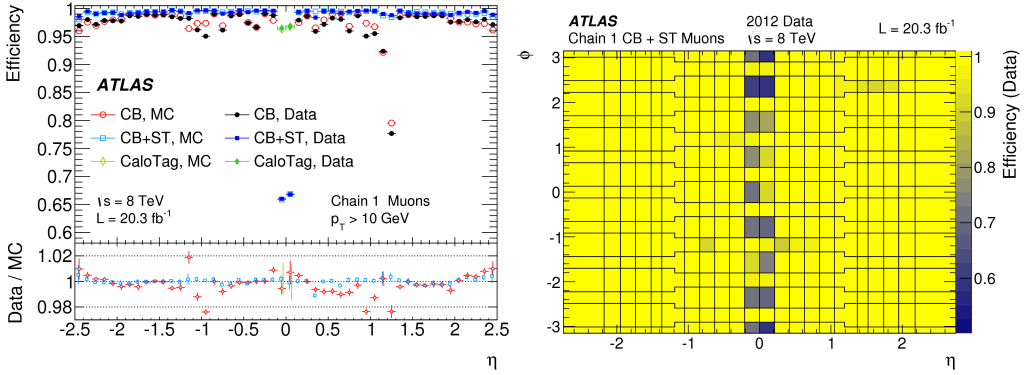 Efficiency
1
0.95
0.9
0.85
0.8
0.75
0.7
0.65
0.6
ATLAS
CB, MC
CB, Data
CB+ST, MC
CB+ST, Data
CaloTag, MC
CaloTag, Data
√s = 8 TeV
L = 20.3 fb⁻¹
Chain 1 Muons
p_T > 10 GeV
Data / MC
1.02
1
0.98
-2.5 -2 -1.5 -1 -0.5 0 0.5 1 1.5 2 2.5
η
ATLAS
2012 Data
Chain 1 CB + ST Muons
√s = 8 TeV
L = 20.3 fb⁻¹
ϕ
3
2
1
0
-1
-2
-3
-2 -1 0 1 2
η
1
0.9
0.8
0.7
0.6
Efficiency (Data)